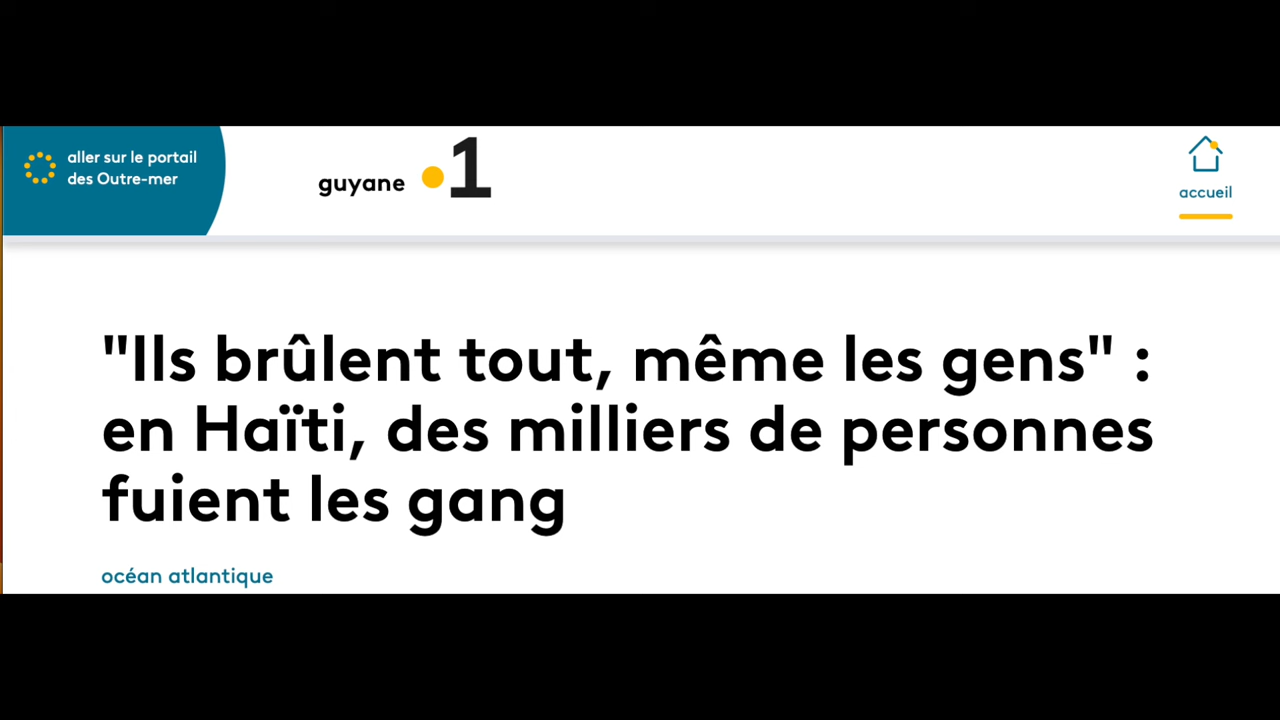 aller sur le portail
des Outre-mer
guyane 1
accueil
"Ils brûlent tout, même les gens" :
en Haïti, des milliers de personnes
fuient les gang
océan atlantique